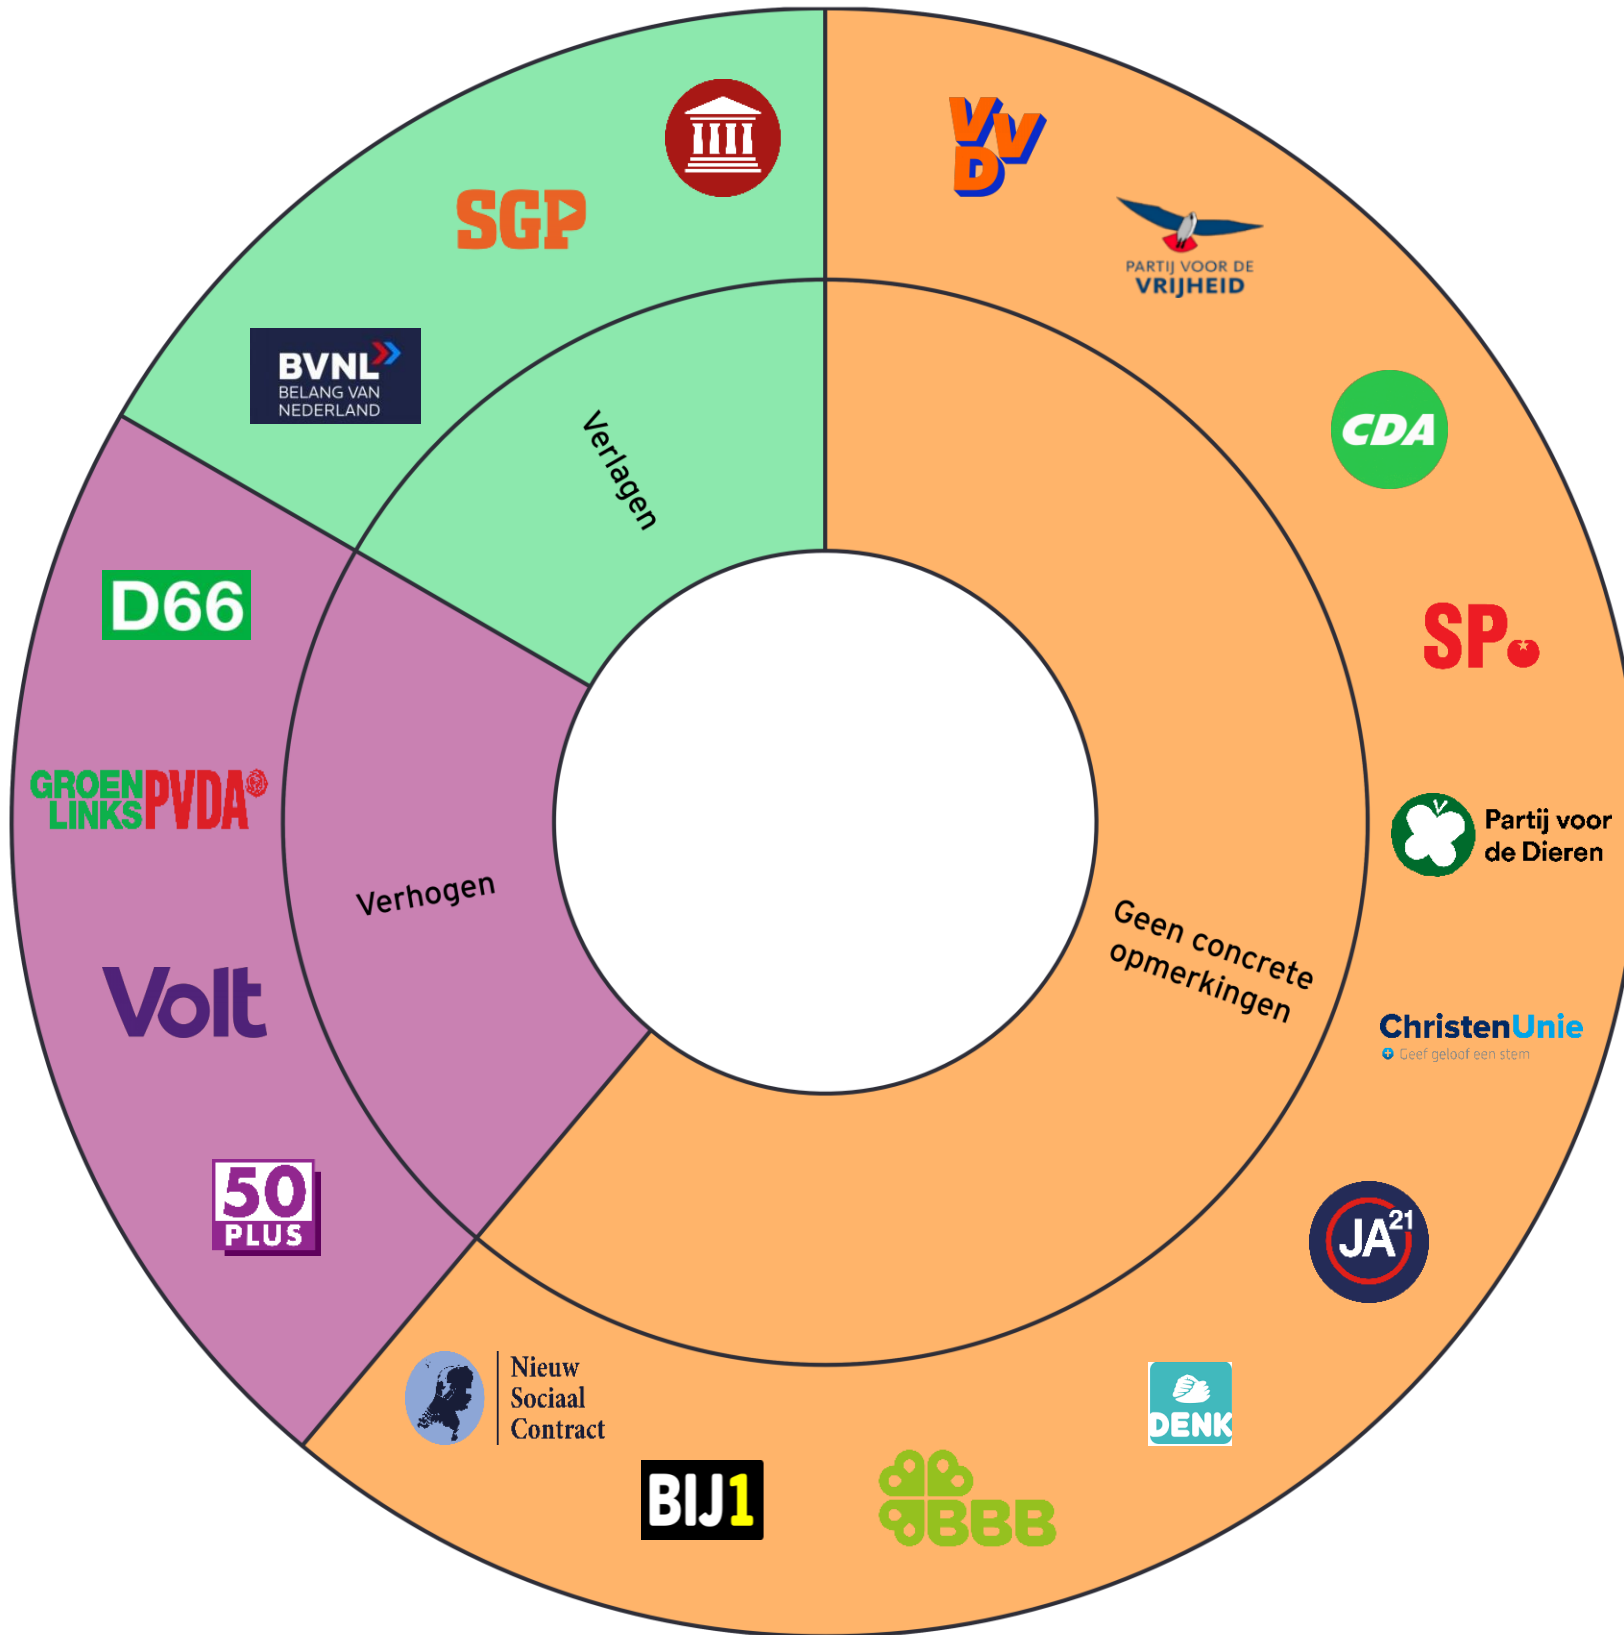 VVD
PARTIJ VOOR DE
VRIJHEID
CDA
SP
Partij voor
de Dieren
ChristenUnie
Geef geloof een stem
JA21
DENK
BBB
BIJ1
Nieuw
Sociaal
Contract
50
PLUS
Volt
GROEN
LINKS
PVDA
D66
BVNL
BELANG VAN
NEDERLAND
SGP
Verlagen
Verhogen
Geen concrete
opmerkingen